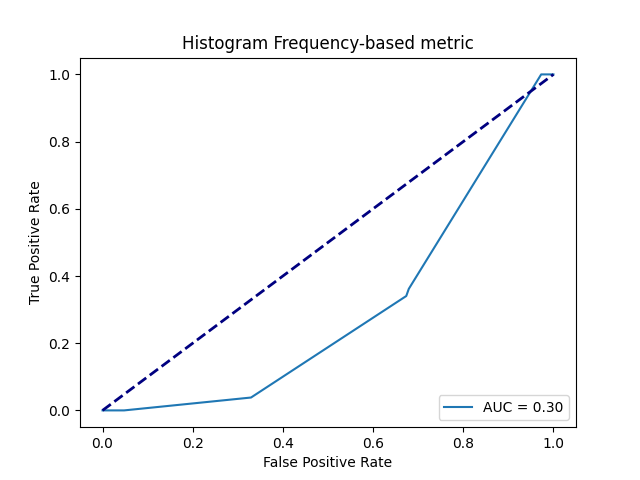 Histogram Frequency-based metric
1.0
0.8
0.6
0.4
0.2
0.0
True Positive Rate
AUC = 0.30
0.0 0.2 0.4 0.6 0.8 1.0
False Positive Rate